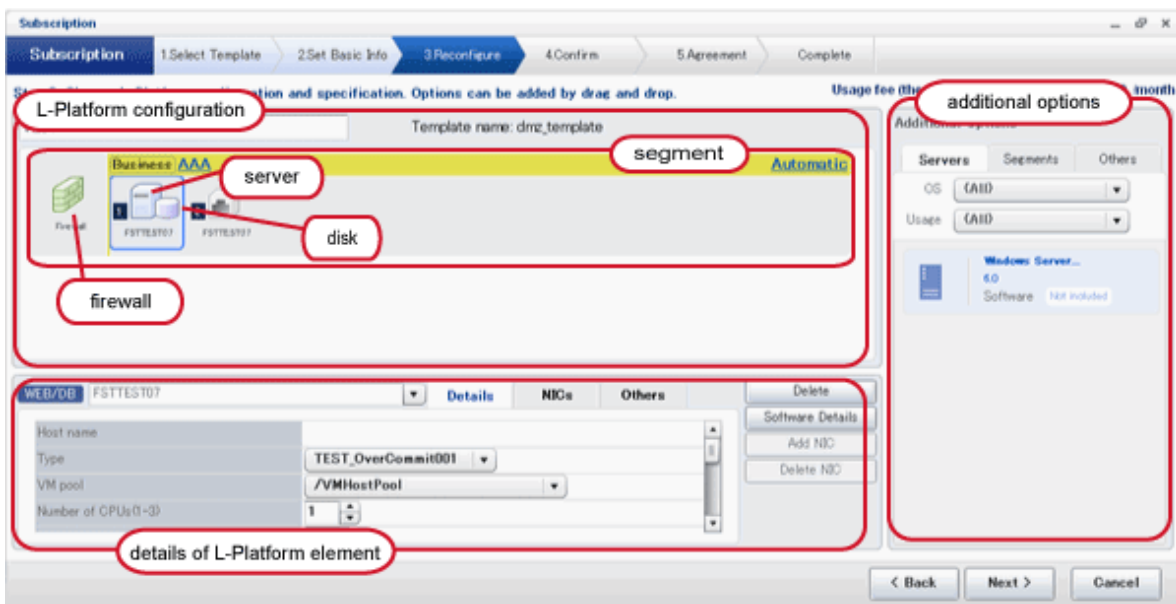 Subscription
Subscription 1.Select Template 2.Set Basic Info 3.Reconfigure 4.Confirm 5.Agreement Complete
and specification. Options can be added by drag and drop.
Usage fee
month
L-Platform configuration
additional options
Template name: dmz_template
segment
Business AAA
Automatic
server
disk
Firewall
1 FSTTEST07
FSTTEST07
firewall
Servers Segments Others
OS (All)
Usage (All)
Windows Server...
6.0
Software Not included
WEB/DB FSTTEST07 Details NICs Others
Host name
Type TEST_OverCommit001
VM pool /VMHostPool
Number of CPUs(1-3) 1
Delete
Software Details
Add NIC
Delete NIC
details of L-Platform element
< Back Next > Cancel